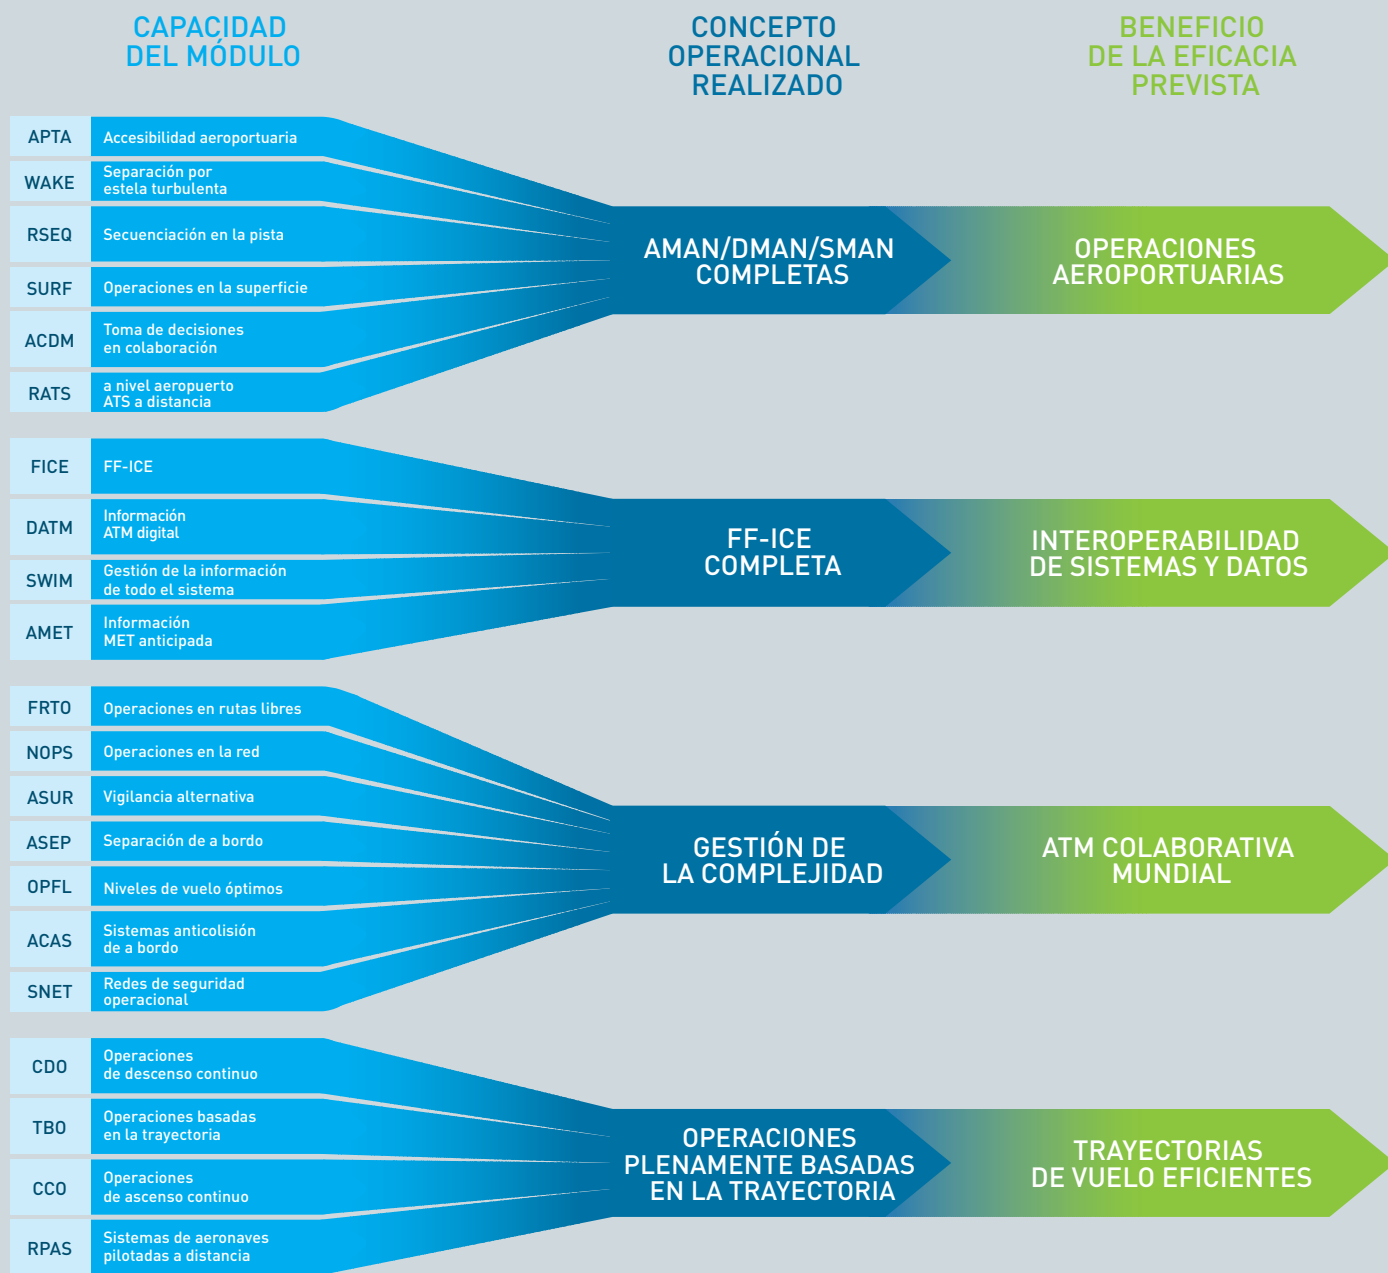 CAPACIDAD
DEL MÓDULO
CONCEPTO
OPERACIONAL
REALIZADO
BENEFICIO
DE LA EFICACIA
PREVISTA
APTA
Accesibilidad aeroportuaria
WAKE
Separación por
estela turbulenta
RSEQ
Secuenciación en la pista
SURF
Operaciones en la superficie
ACDM
Toma de decisiones
en colaboración
RATS
a nivel aeropuerto
ATS a distancia
AMAN/DMAN/SMAN
COMPLETAS
OPERACIONES
AEROPORTUARIAS
FICE
FF-ICE
DATM
Información
ATM digital
SWIM
Gestión de la información
de todo el sistema
AMET
Información
MET anticipada
FF-ICE
COMPLETA
INTEROPERABILIDAD
DE SISTEMAS Y DATOS
FRTO
Operaciones en rutas libres
NOPS
Operaciones en la red
ASUR
Vigilancia alternativa
ASEP
Separación de a bordo
OPFL
Niveles de vuelo óptimos
ACAS
Sistemas anticolisión
de a bordo
SNET
Redes de seguridad
operacional
GESTIÓN DE
LA COMPLEJIDAD
ATM COLABORATIVA
MUNDIAL
CDO
Operaciones
de descenso continuo
TBO
Operaciones basadas
en la trayectoria
CCO
Operaciones
de ascenso continuo
RPAS
Sistemas de aeronaves
pilotadas a distancia
OPERACIONES
PLENAMENTE BASADAS
EN LA TRAYECTORIA
TRAYECTORIAS
DE VUELO EFICIENTES